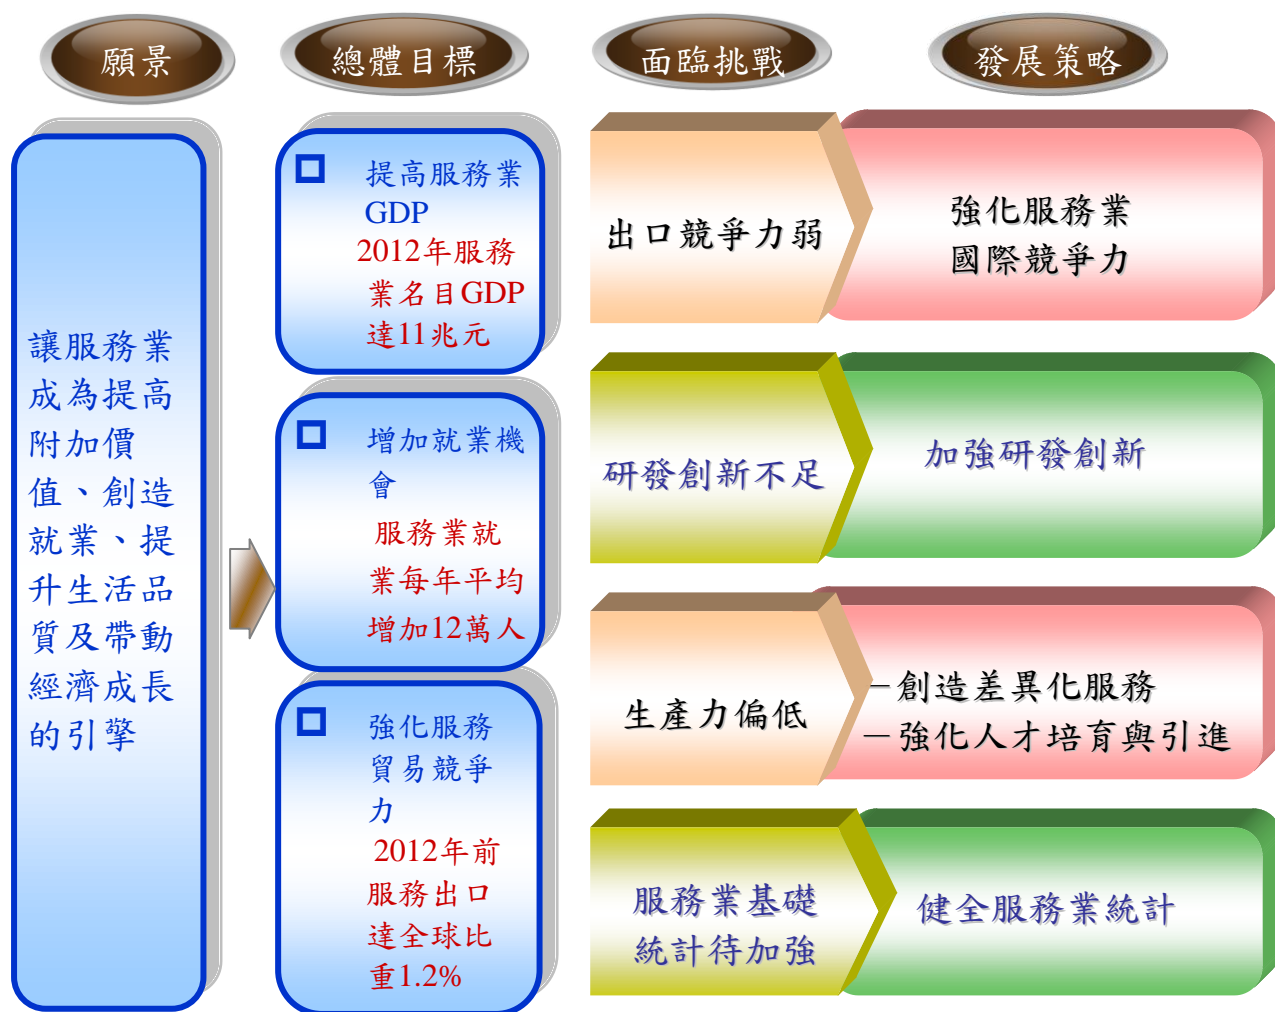 願景
總體目標
面臨挑戰
發展策略
讓服務業
成為提高
附加價
值、創造
就業、提
升生活品
質及帶動
經濟成長
的引擎
提高服務業
GDP
2012年服務
業名目GDP
達11兆元
增加就業機
會
服務業就
業每年平均
增加12萬人
強化服務
貿易競爭
力
2012年前
服務出口
達全球比
重1.2%
出口競爭力弱
強化服務業
國際競爭力
研發創新不足
加強研發創新
生產力偏低
－創造差異化服務
－強化人才培育與引進
服務業基礎
統計待加強
健全服務業統計